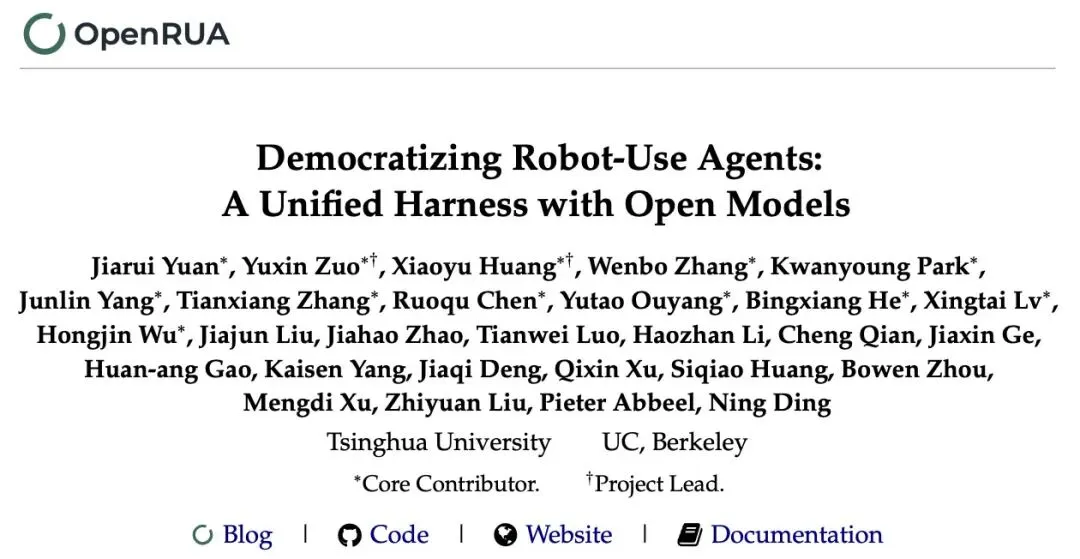 OpenRUA
Democratizing Robot-Use Agents:
A Unified Harness with Open Models
Jiarui Yuan*, Yuxin Zuo*†, Xiaoyu Huang*†, Wenbo Zhang*, Kwanyoung Park*,
Junlin Yang*, Tianxiang Zhang*, Ruoqu Chen*, Yutao Ouyang*, Bingxiang He*, Xingtai Lv*,
Hongjin Wu*, Jiajun Liu, Jiahao Zhao, Tianwei Luo, Haozhan Li, Cheng Qian, Jiaxin Ge,
Huan-ang Gao, Kaisen Yang, Jiaqi Deng, Qixin Xu, Siqiao Huang, Bowen Zhou,
Mengdi Xu, Zhiyuan Liu, Pieter Abbeel, Ning Ding
Tsinghua University UC, Berkeley
*Core Contributor. †Project Lead.
Blog | Code | Website | Documentation